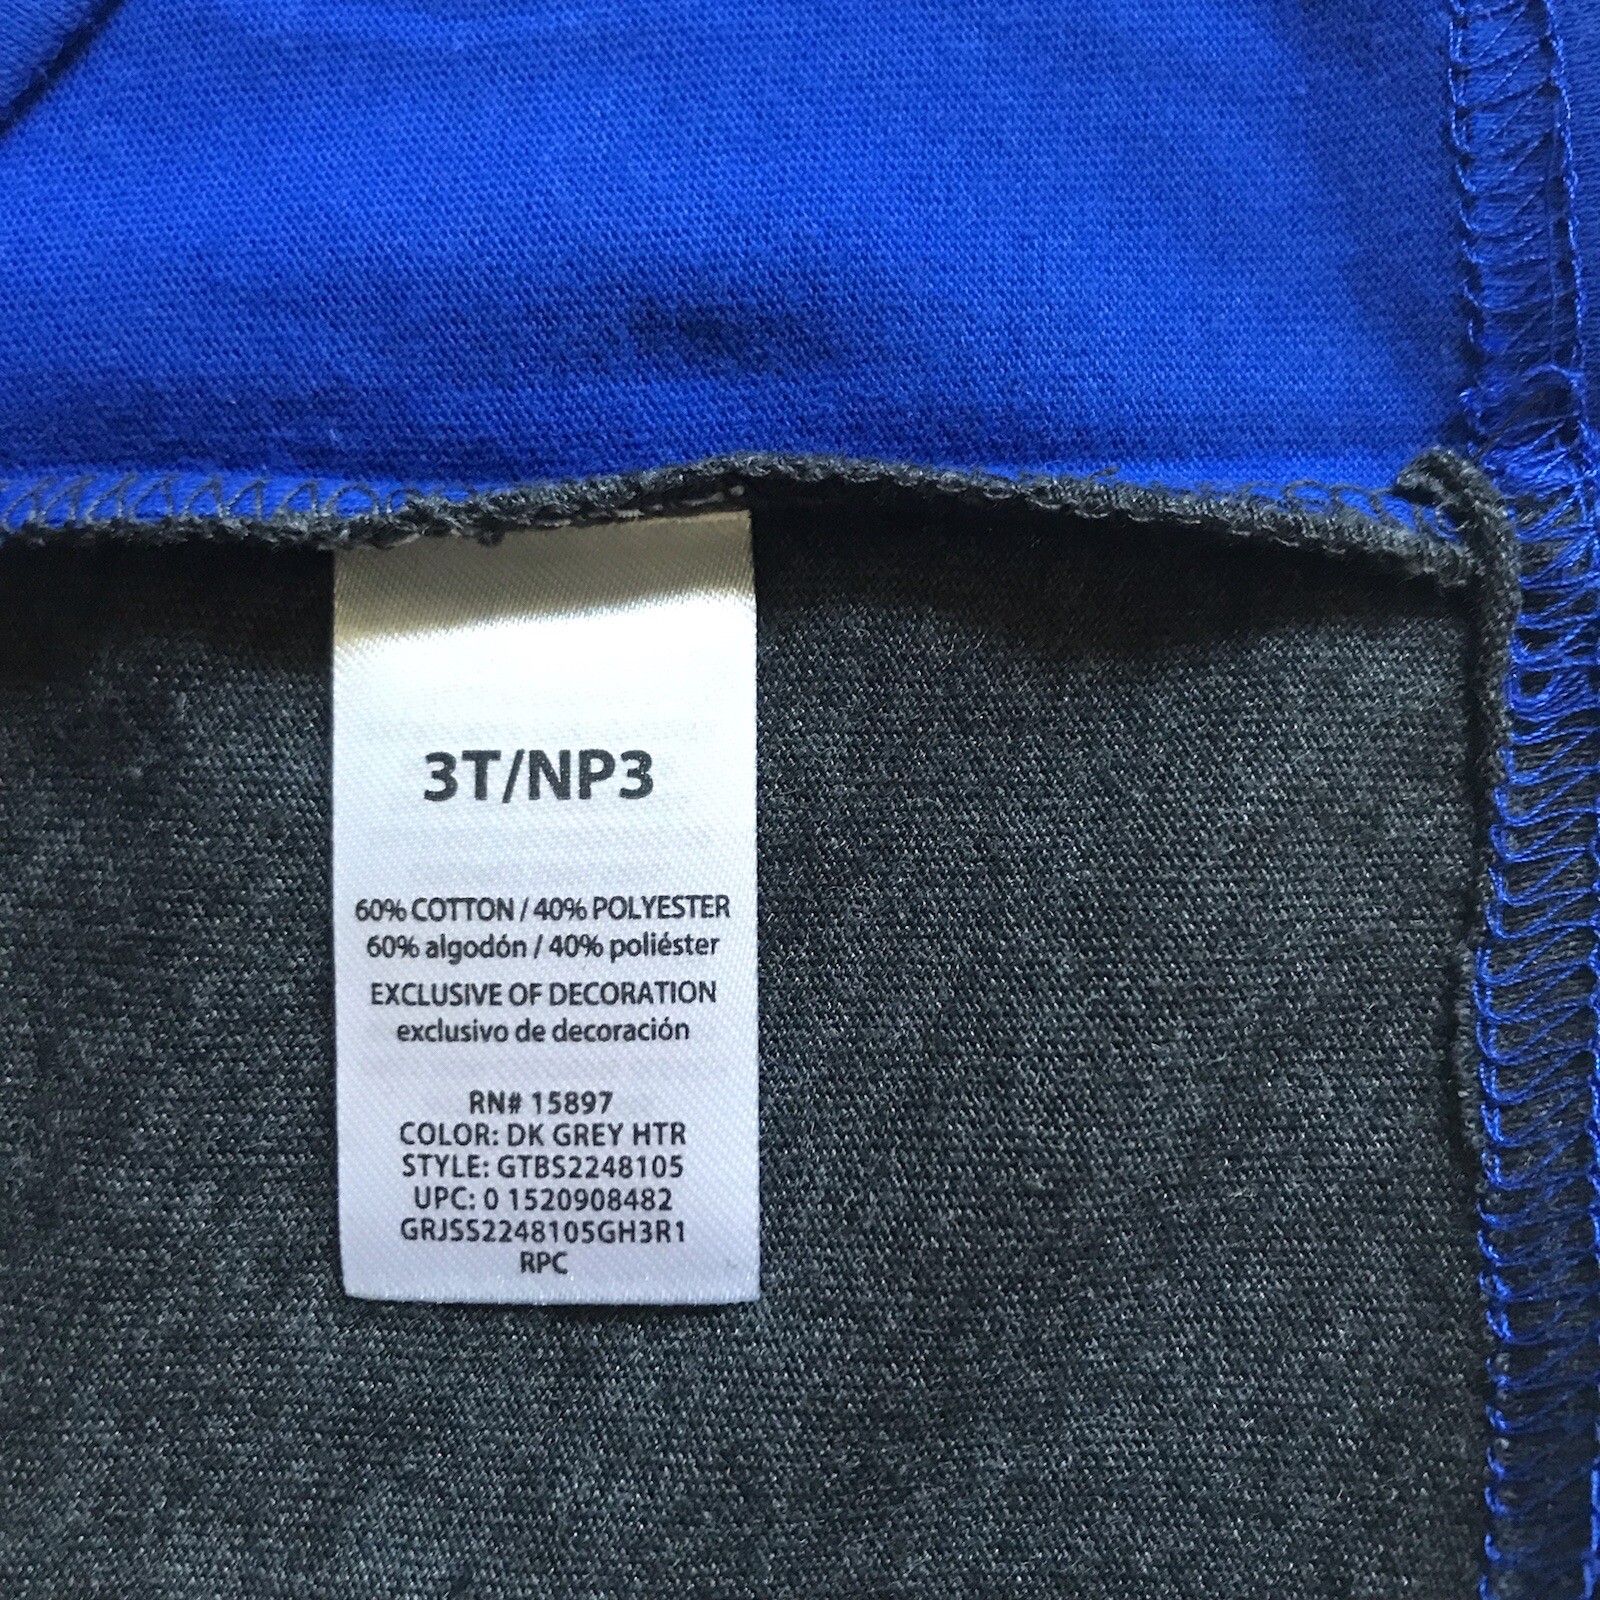 3T/NP3
60% COTTON / 40% POLYESTER
60% algodón / 40% poliéster
EXCLUSIVE OF DECORATION
exclusivo de decoración
RN# 15897
COLOR: DK GREY HTR
STYLE: GTBS2248105
UPC: 0 1520908482
GRJSS2248105GH3R1
RPC